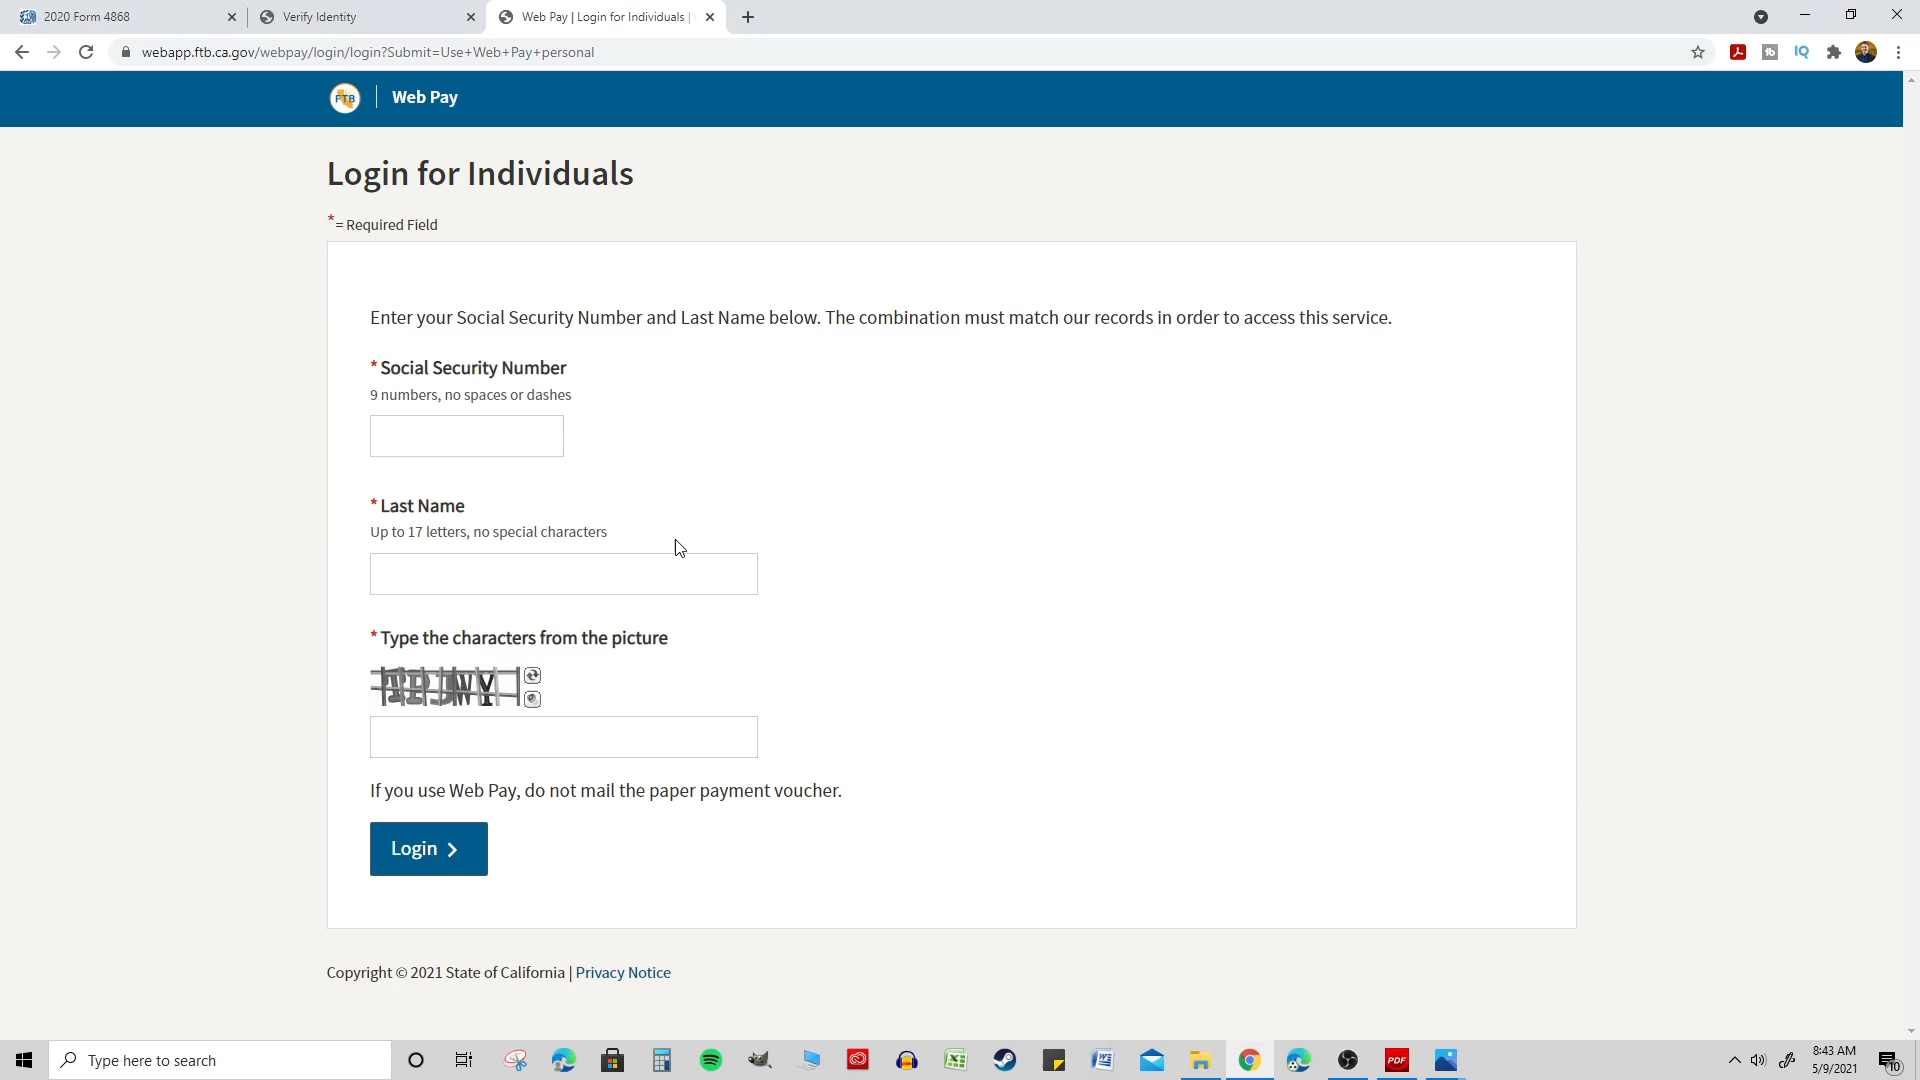 2020 Form 4868
Verify Identity
Web Pay | Login for Individuals |
webapp.ftb.ca.gov/webpay/login/login?Submit=Use+Web+Pay+personal
FTB
Web Pay
Login for Individuals
*= Required Field
Enter your Social Security Number and Last Name below. The combination must match our records in order to access this service.
* Social Security Number
9 numbers, no spaces or dashes
* Last Name
Up to 17 letters, no special characters
* Type the characters from the picture
If you use Web Pay, do not mail the paper payment voucher.
Login
Copyright © 2021 State of California | Privacy Notice
Type here to search
PDF
8:43 AM
5/9/2021
10